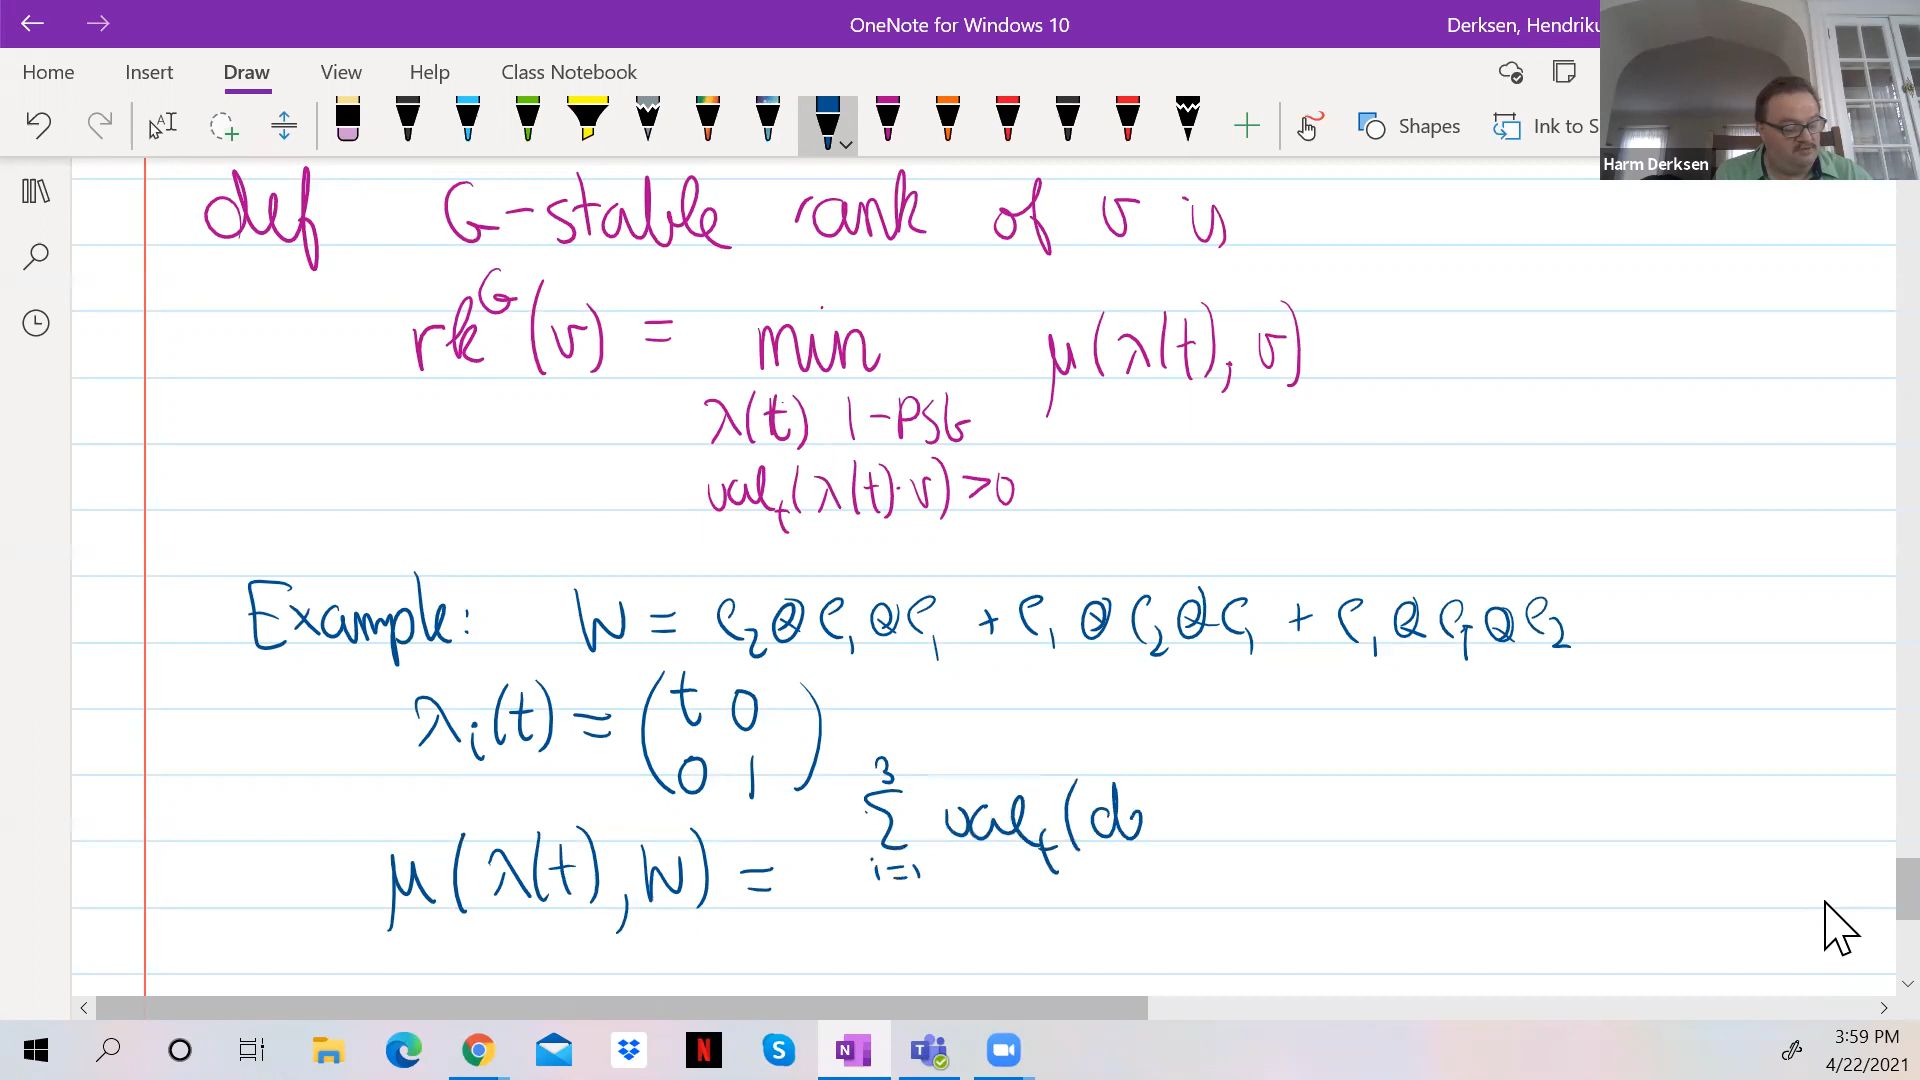 OneNote for Windows 10
Derksen, Hendriku
Home Insert Draw View Help Class Notebook
Shapes Ink to S
Harm Derksen
def G-stable rank of v is
rk^G(v) = min μ(λ(t), v)
λ(t) 1-PSG
val_t(λ(t)·v) > 0
Example: W = e_2⊗e_1⊗e_1 + e_1⊗e_2⊗e_1 + e_1⊗e_1⊗e_2
λ_i(t) = (t 0
0 1)
3
Σ val_t(de
i=1
μ(λ(t), W) =
3:59 PM
4/22/2021